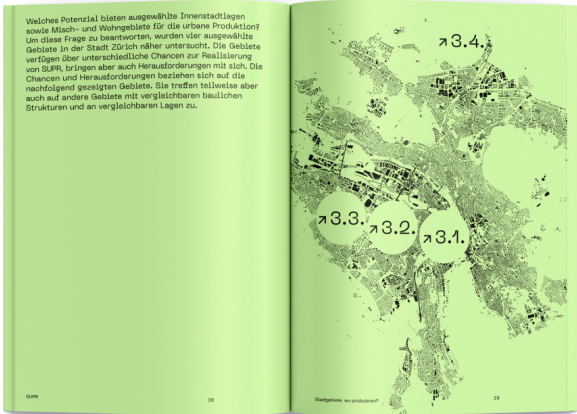 Welches Potenzial bieten ausgewählte Innenstadtlagen
sowie Misch- und Wohngebiete für die urbane Produktion?
Um diese Frage zu beantworten, wurden vier ausgewählte
Gebiete in der Stadt Zürich näher untersucht. Die Gebiete
verfügen über unterschiedliche Chancen zur Realisierung
von SUPR, bringen aber auch Herausforderungen mit sich. Die
Chancen und Herausforderungen beziehen sich auf die
nachfolgend gezeigten Gebiete. Sie treffen teilweise aber
auch auf andere Gebiete mit vergleichbaren baulichen
Strukturen und an vergleichbaren Lagen zu.
SUPR
28
↗3.4.
↗3.3.
↗3.2.
↗3.1.
Stadtgebiete: wo produzieren?
29